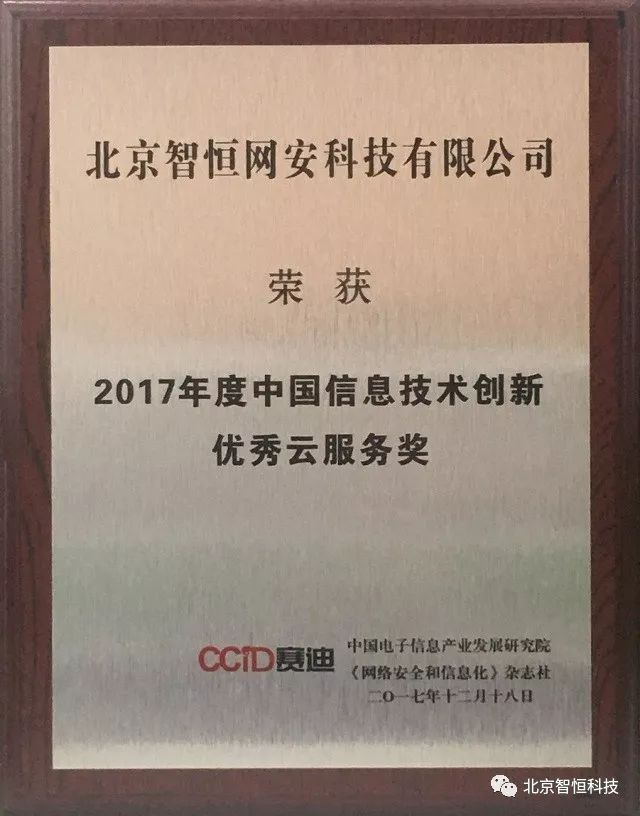 北京智恒网安科技有限公司
荣获
2017年度中国信息技术创新
优秀云服务奖
CCID赛迪
中国电子信息产业发展研究院
《网络安全和信息化》杂志社
二〇一七年十二月十八日
北京智恒科技